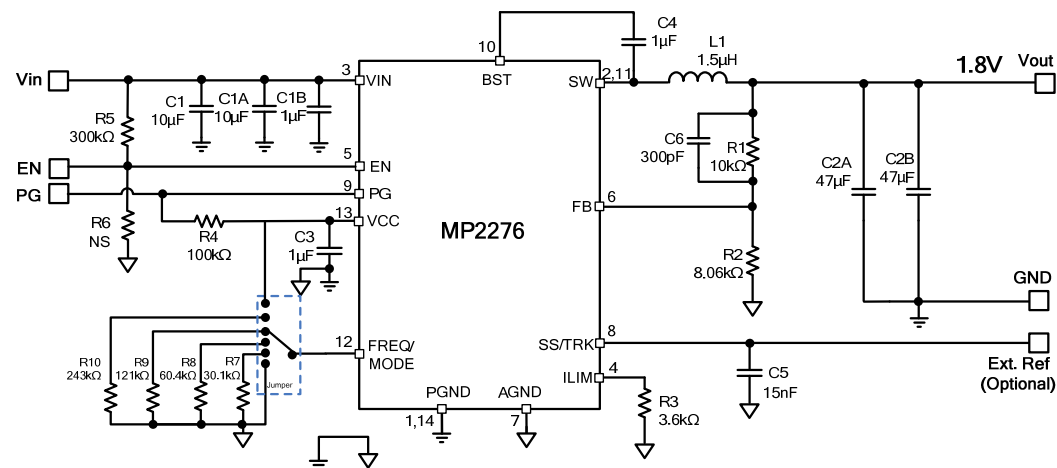 C4
1μF
L1
1.5μH
10
BST
1.8V
Vout
Vin
3
VIN
SW
2,11
C1
10μF
C1A
10μF
C1B
1μF
R5
300kΩ
C6
300pF
R1
10kΩ
C2A
47μF
C2B
47μF
EN
5
EN
PG
9
PG
R6
NS
13
VCC
R4
100kΩ
C3
1μF
MP2276
FB
6
R2
8.06kΩ
GND
8
SS/TRK
Ext. Ref
(Optional)
12
FREQ/
MODE
4
ILIM
C5
15nF
R10
243kΩ
R9
121kΩ
R8
60.4kΩ
R7
30.1kΩ
Jumper
R3
3.6kΩ
PGND
AGND
1,14
7